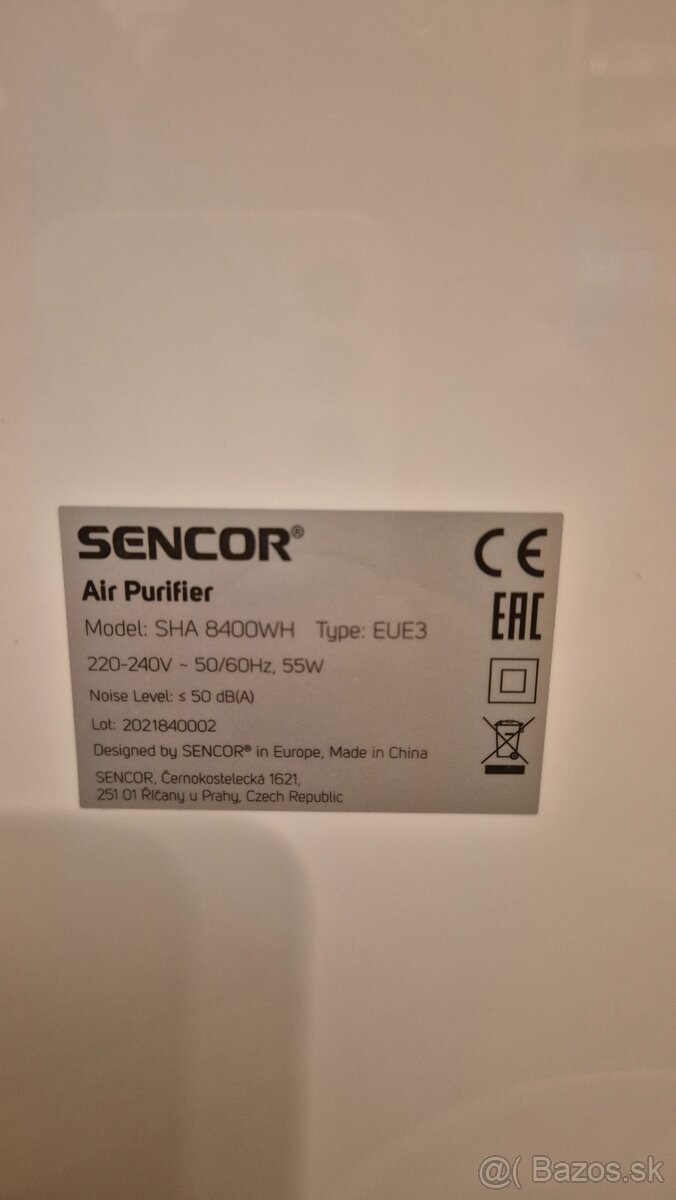 SENCOR®
Air Purifier
Model: SHA 8400WH Type: EUE3
220-240V ~ 50/60Hz, 55W
Noise Level: ≤ 50 dB(A)
Lot: 2021840002
Designed by SENCOR® in Europe, Made in China
SENCOR, Černokostelecká 1621,
251 01 Říčany u Prahy, Czech Republic
CE
EAC
@( Bazos.sk